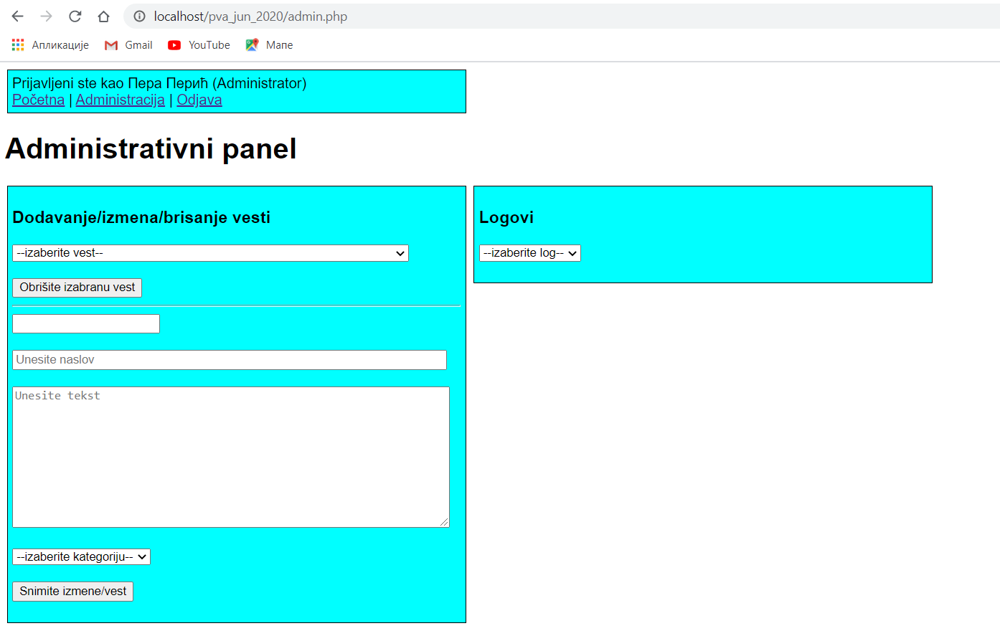 localhost/pva_jun_2020/admin.php
Апликације Gmail YouTube Мапе
Prijavljeni ste kao Пера Перић (Administrator)
Početna | Administracija | Odjava
Administrativni panel
Dodavanje/izmena/brisanje vesti
--izaberite vest--
Obrišite izabranu vest
Unesite naslov
Unesite tekst
--izaberite kategoriju--
Snimite izmene/vest
Logovi
--izaberite log--